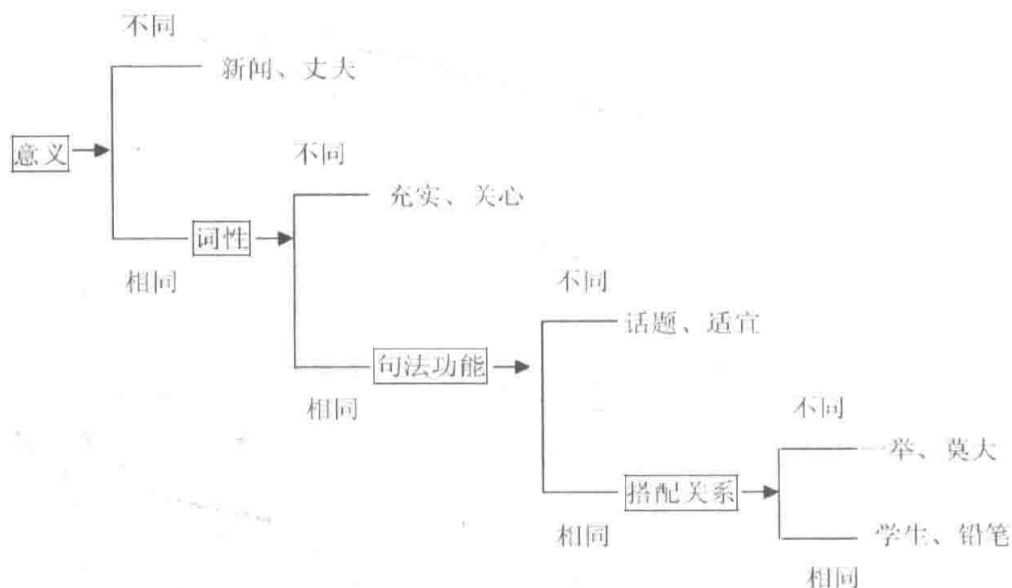 不同
新闻、丈夫
意义
不同
充实、关心
词性
相同
不同
话题、适宜
句法功能
相同
不同
一举、莫大
搭配关系
相同
学生、铅笔
相同